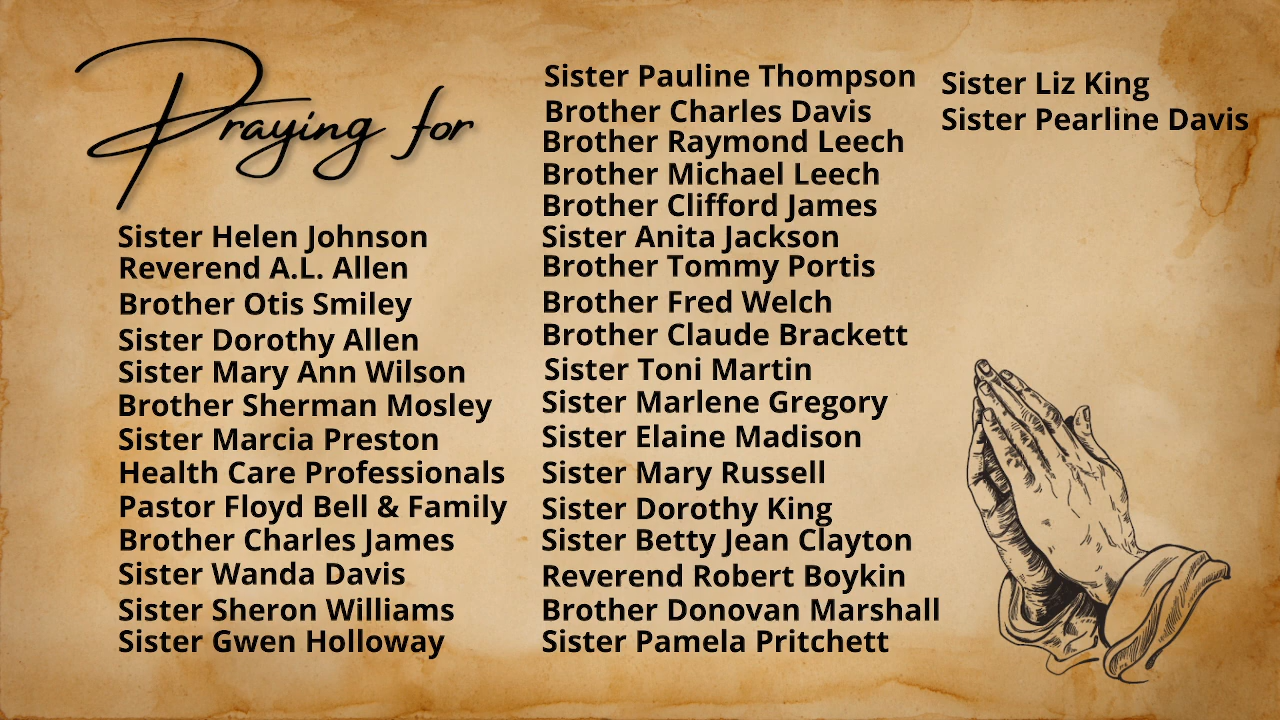 Praying for
Sister Helen Johnson
Reverend A.L. Allen
Brother Otis Smiley
Sister Dorothy Allen
Sister Mary Ann Wilson
Brother Sherman Mosley
Sister Marcia Preston
Health Care Professionals
Pastor Floyd Bell & Family
Brother Charles James
Sister Wanda Davis
Sister Sheron Williams
Sister Gwen Holloway
Sister Pauline Thompson
Brother Charles Davis
Brother Raymond Leech
Brother Michael Leech
Brother Clifford James
Sister Anita Jackson
Brother Tommy Portis
Brother Fred Welch
Brother Claude Brackett
Sister Toni Martin
Sister Marlene Gregory
Sister Elaine Madison
Sister Mary Russell
Sister Dorothy King
Sister Betty Jean Clayton
Reverend Robert Boykin
Brother Donovan Marshall
Sister Pamela Pritchett
Sister Liz King
Sister Pearline Davis